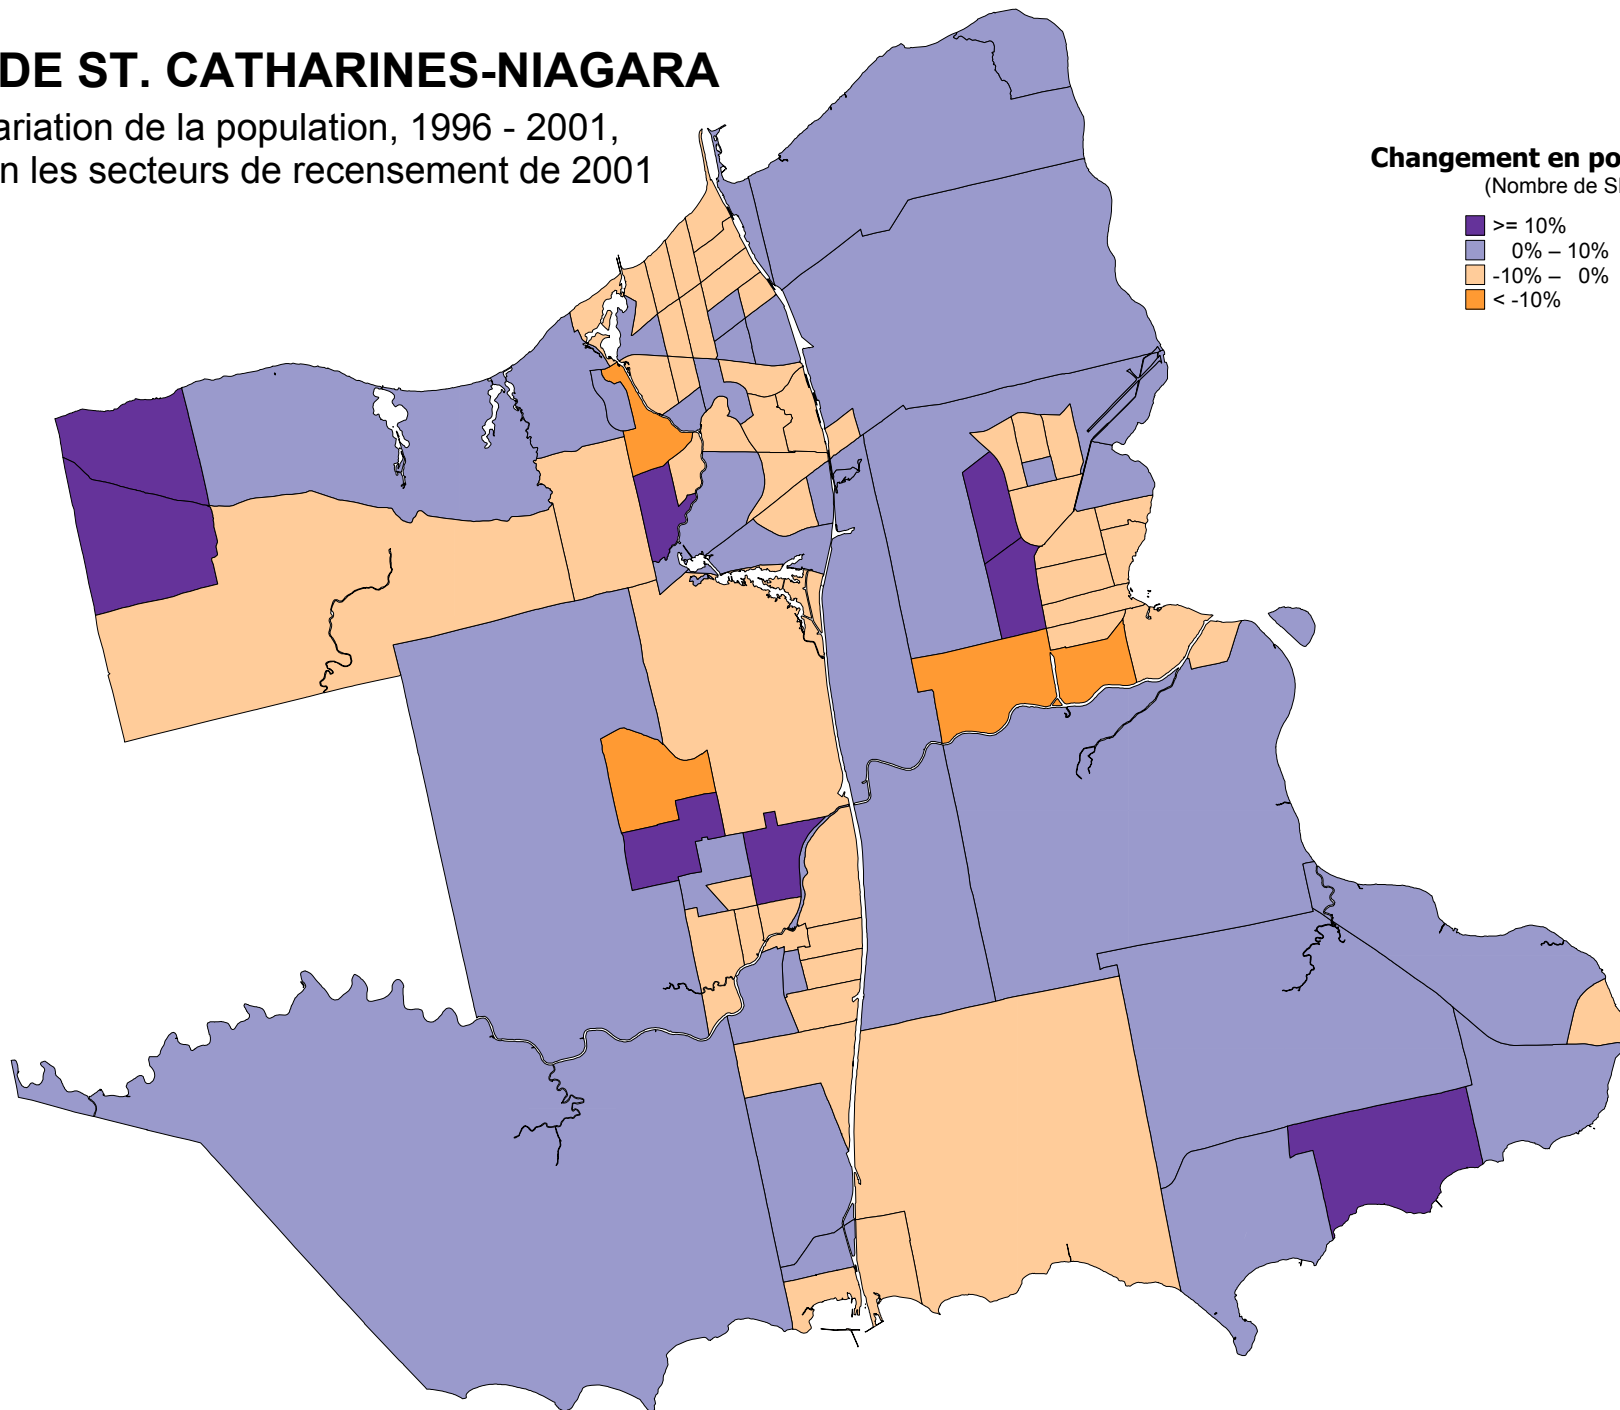 DE ST. CATHARINES-NIAGARA
ariation de la population, 1996 - 2001,
n les secteurs de recensement de 2001
Changement en po
(Nombre de S
>= 10%
0% – 10%
-10% – 0%
< -10%